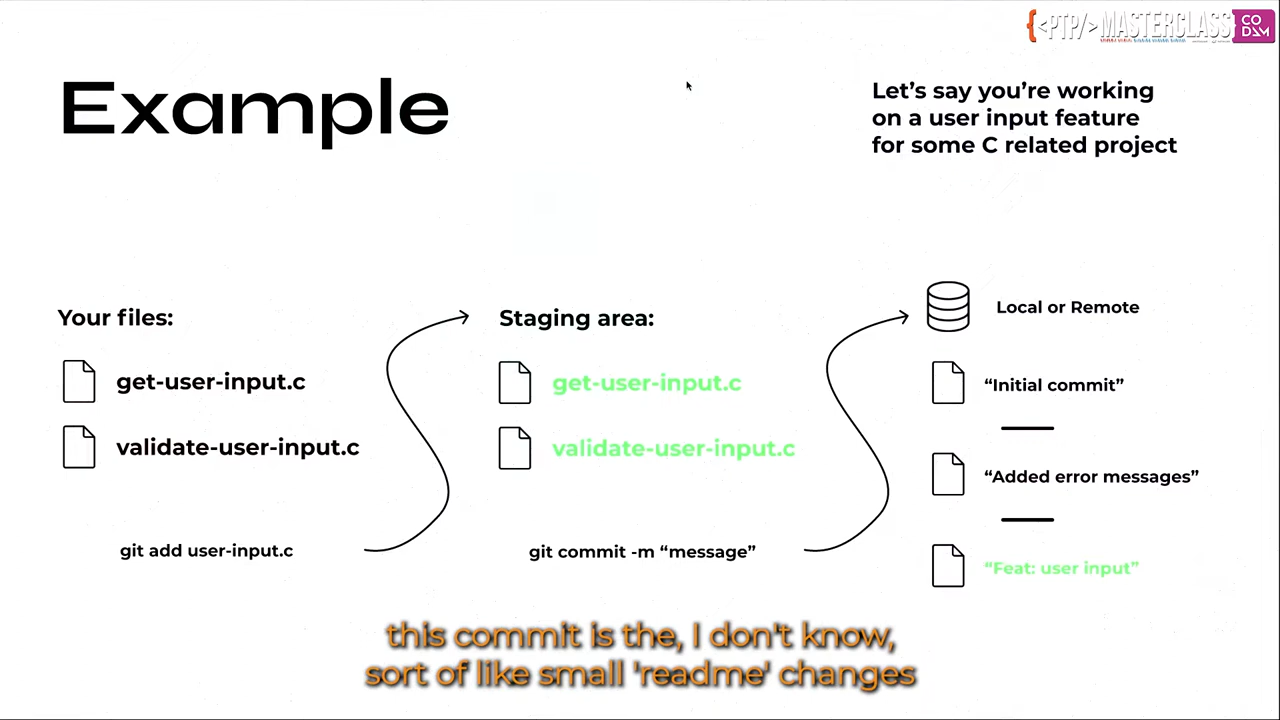 {<PTP/>MASTERCLASS
CODAM
Example
Let's say you're working
on a user input feature
for some C related project
Your files:
get-user-input.c
validate-user-input.c
git add user-input.c
Staging area:
get-user-input.c
validate-user-input.c
git commit -m “message”
Local or Remote
“Initial commit”
“Added error messages”
“Feat: user input”
this commit is the, I don't know,
sort of like small 'readme' changes